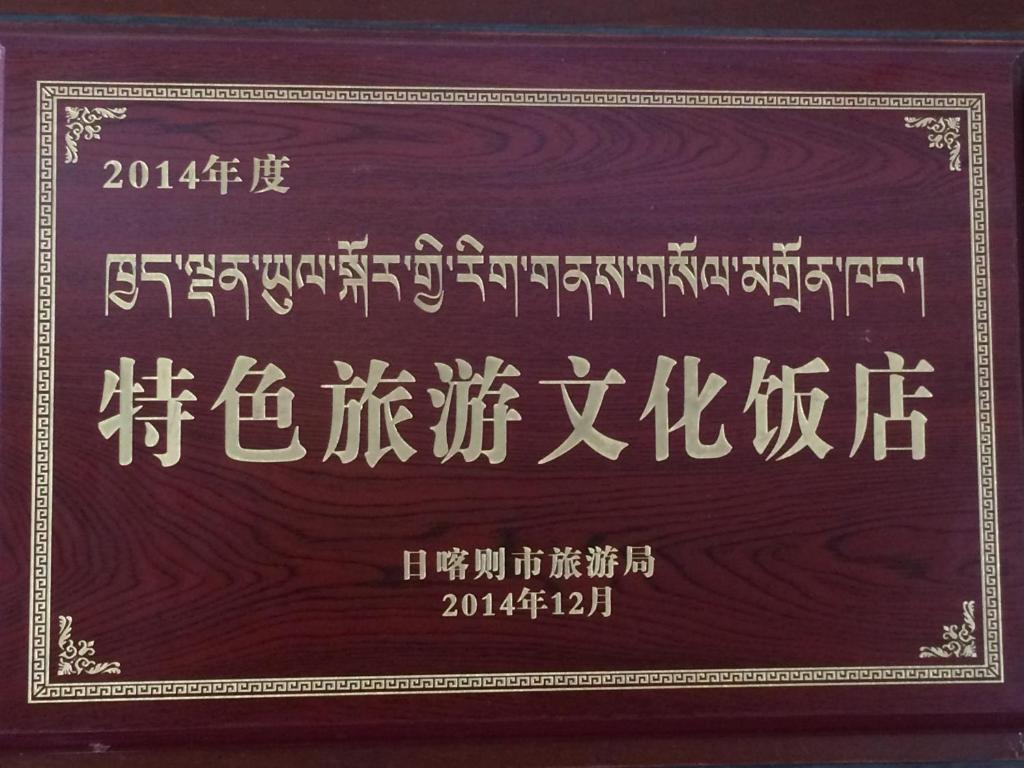 2014年度
ཁྱད་ལྡན་ཡུལ་སྐོར་གྱི་རིག་གནས་གསོལ་མགྲོན་ཁང་།
特色旅游文化饭店
日喀则市旅游局
2014年12月